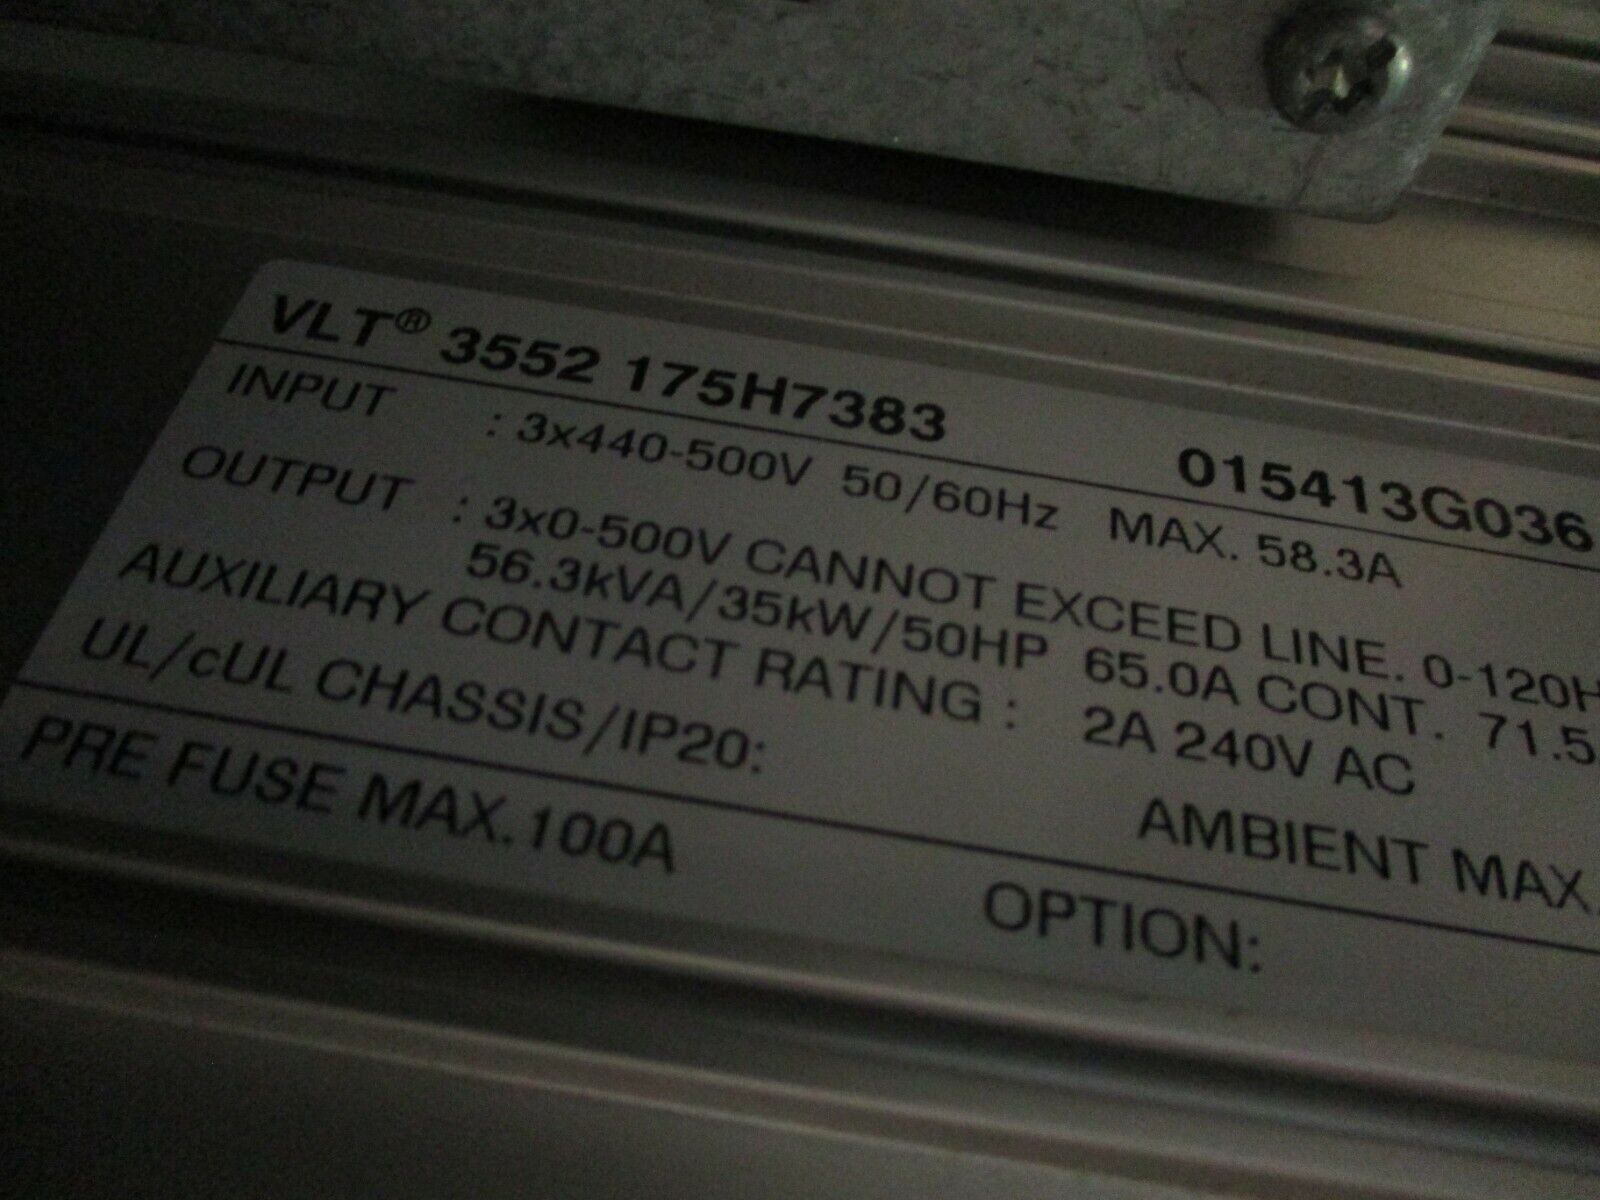 VLT® 3552 175H7383 015413G036
INPUT : 3x440-500V 50/60Hz MAX. 58.3A
OUTPUT : 3x0-500V CANNOT EXCEED LINE. 0-120H
56.3kVA/35kW/50HP 65.0A CONT. 71.5
AUXILIARY CONTACT RATING : 2A 240V AC
UL/cUL CHASSIS/IP20: AMBIENT MAX.
PRE FUSE MAX.100A OPTION: